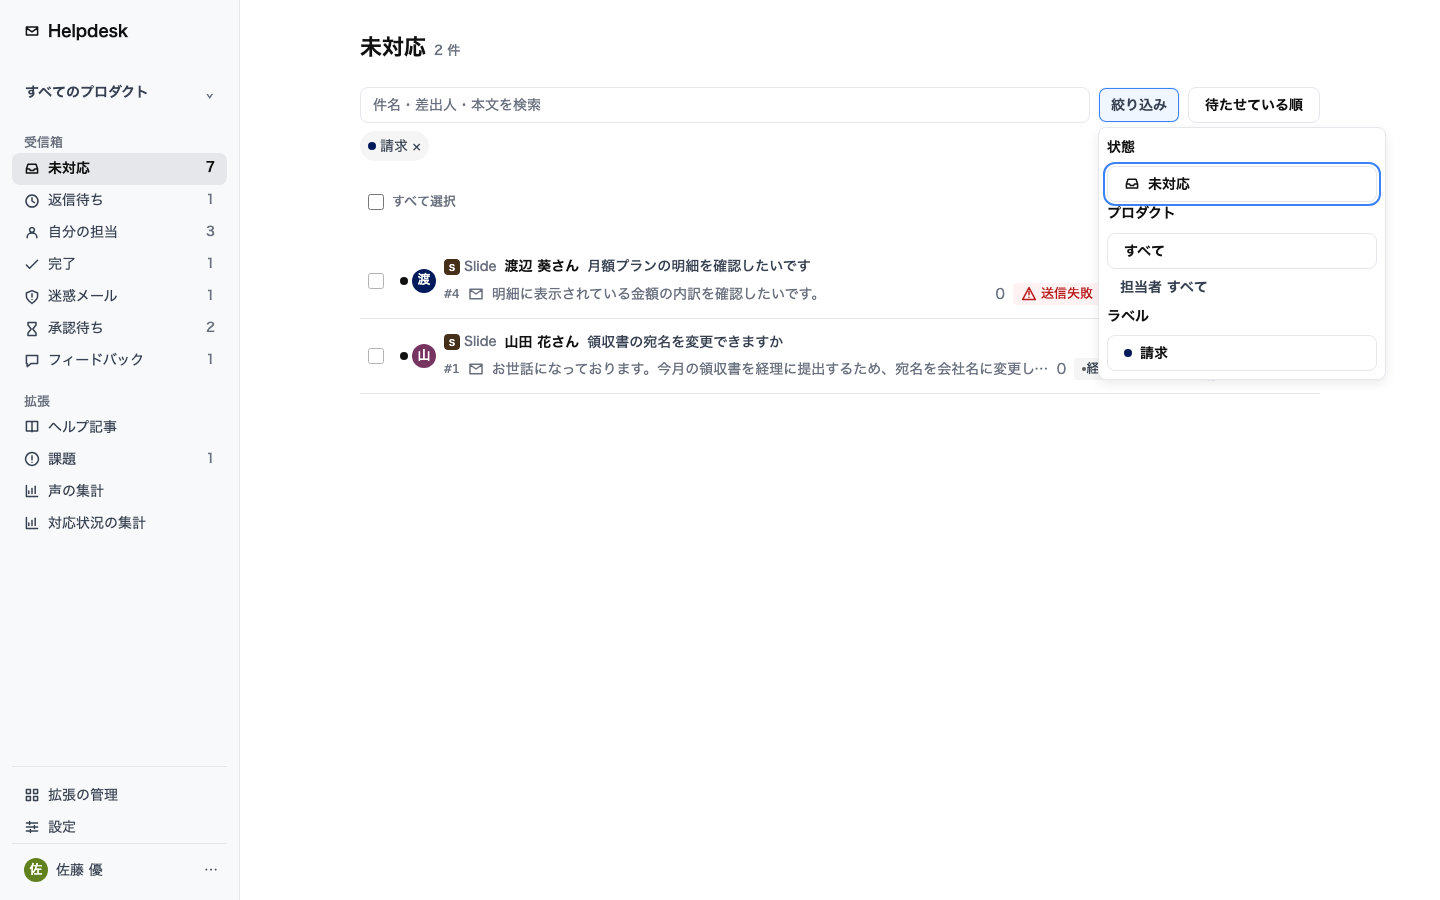 Helpdesk
すべてのプロダクト
受信箱
未対応 7
返信待ち 1
自分の担当 3
完了 1
迷惑メール 1
承認待ち 2
フィードバック 1
拡張
ヘルプ記事
課題 1
声の集計
対応状況の集計
拡張の管理
設定
佐 佐藤 優 …
未対応 2 件
件名・差出人・本文を検索 絞り込み 待たせている順
請求 ×
すべて選択
渡 S Slide 渡辺 葵さん 月額プランの明細を確認したいです
#4 明細に表示されている金額の内訳を確認したいです。 0 送信失敗
山 S Slide 山田 花さん 領収書の宛名を変更できますか
#1 お世話になっております。今月の領収書を経理に提出するため、宛名を会社名に変更し… 0 •経
状態
未対応
プロダクト
すべて
担当者 すべて
ラベル
請求